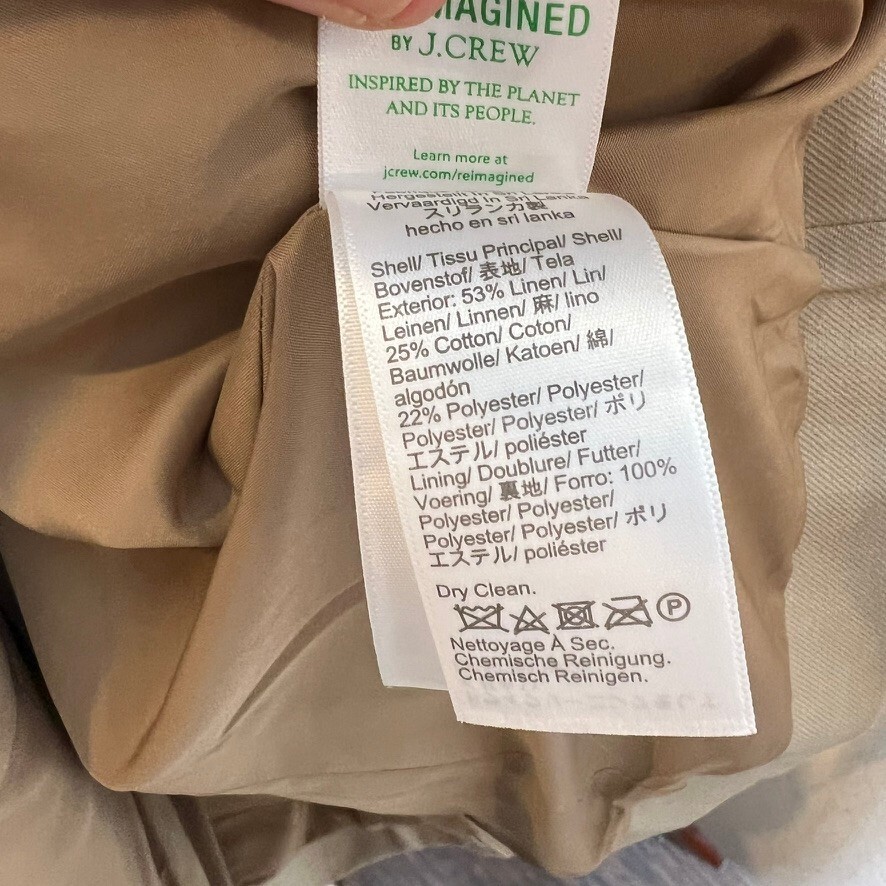 BY J.CREW
INSPIRED BY THE PLANET
AND ITS PEOPLE.
Learn more at
jcrew.com/reimagined
Hergestellt in Sri Lanka
Vervaardigd in Sri Lanka
スリランカ製
hecho en sri lanka
Shell/ Tissu Principal/ Shell/
Bovenstof/ 表地/ Tela
Exterior: 53% Linen/ Lin/
Leinen/ Linnen/ 麻/ lino
25% Cotton/ Coton/
Baumwolle/ Katoen/ 綿/
algodón
22% Polyester/ Polyester/
Polyester/ Polyester/ ポリ
エステル/ poliéster
Lining/ Doublure/ Futter/
Voering/ 裏地/ Forro: 100%
Polyester/ Polyester/
Polyester/ Polyester/ ポリ
エステル/ poliéster
Dry Clean.
P
Nettoyage À Sec.
Chemische Reinigung.
Chemisch Reinigen.